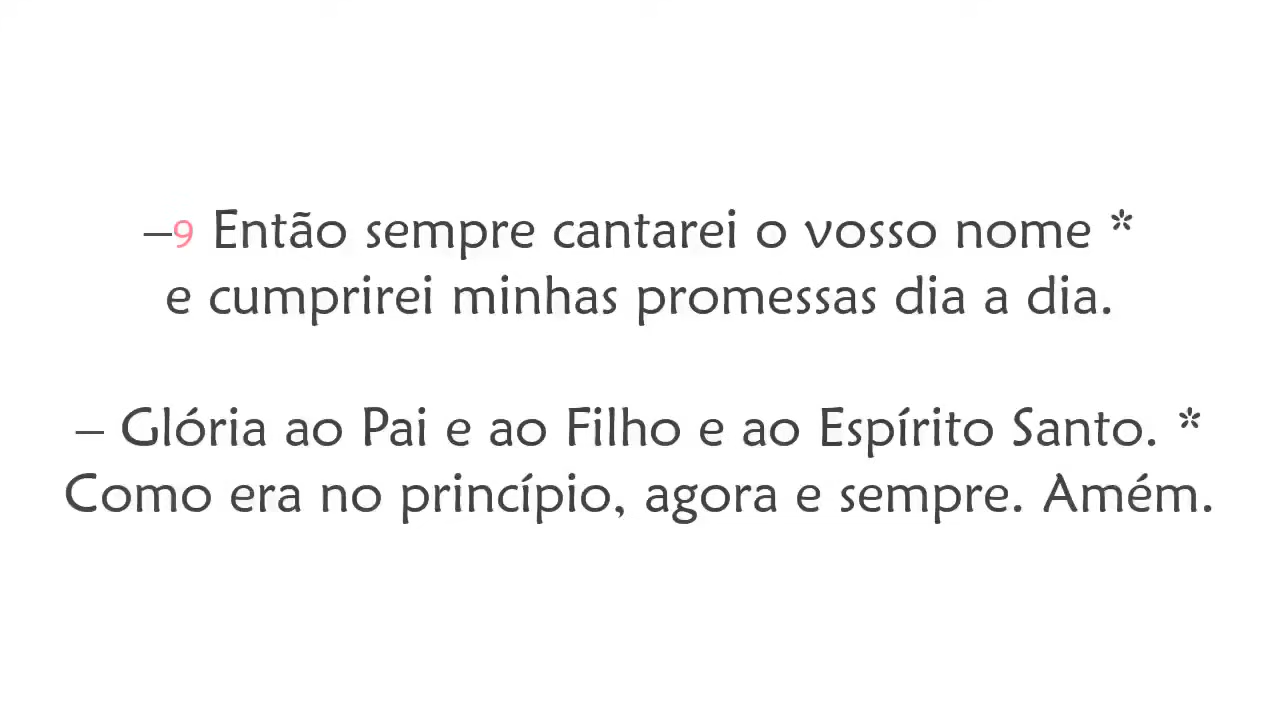 –9 Então sempre cantarei o vosso nome *
e cumprirei minhas promessas dia a dia.
– Glória ao Pai e ao Filho e ao Espírito Santo. *
Como era no princípio, agora e sempre. Amém.